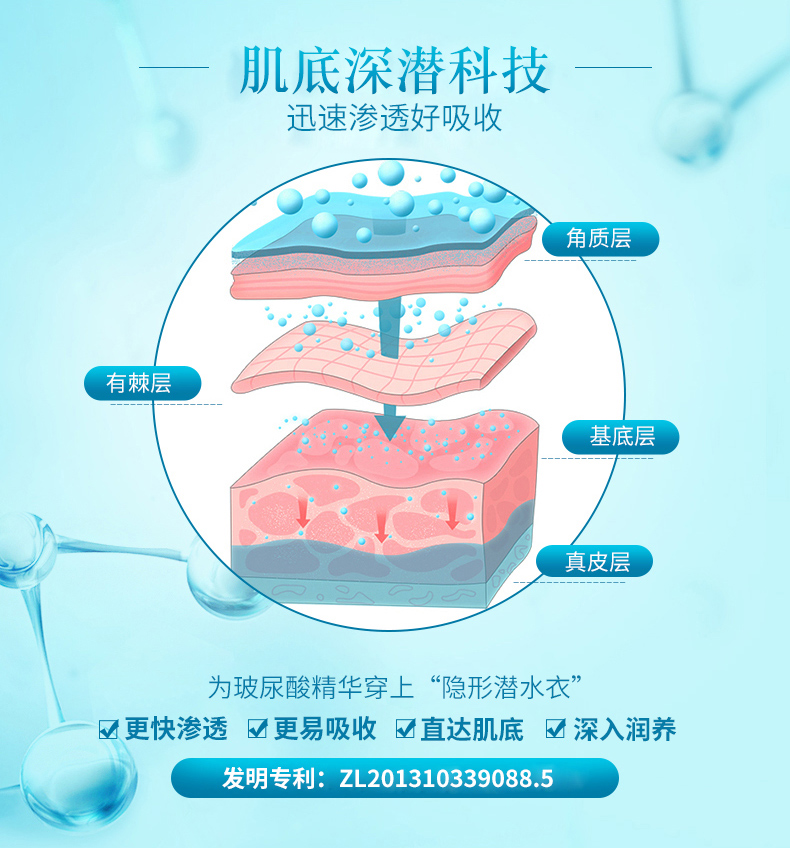 肌底深潜科技
迅速渗透好吸收
角质层
有棘层
基底层
真皮层
为玻尿酸精华穿上“隐形潜水衣”
更快渗透 更易吸收 直达肌底 深入润养
发明专利：ZL201310339088.5